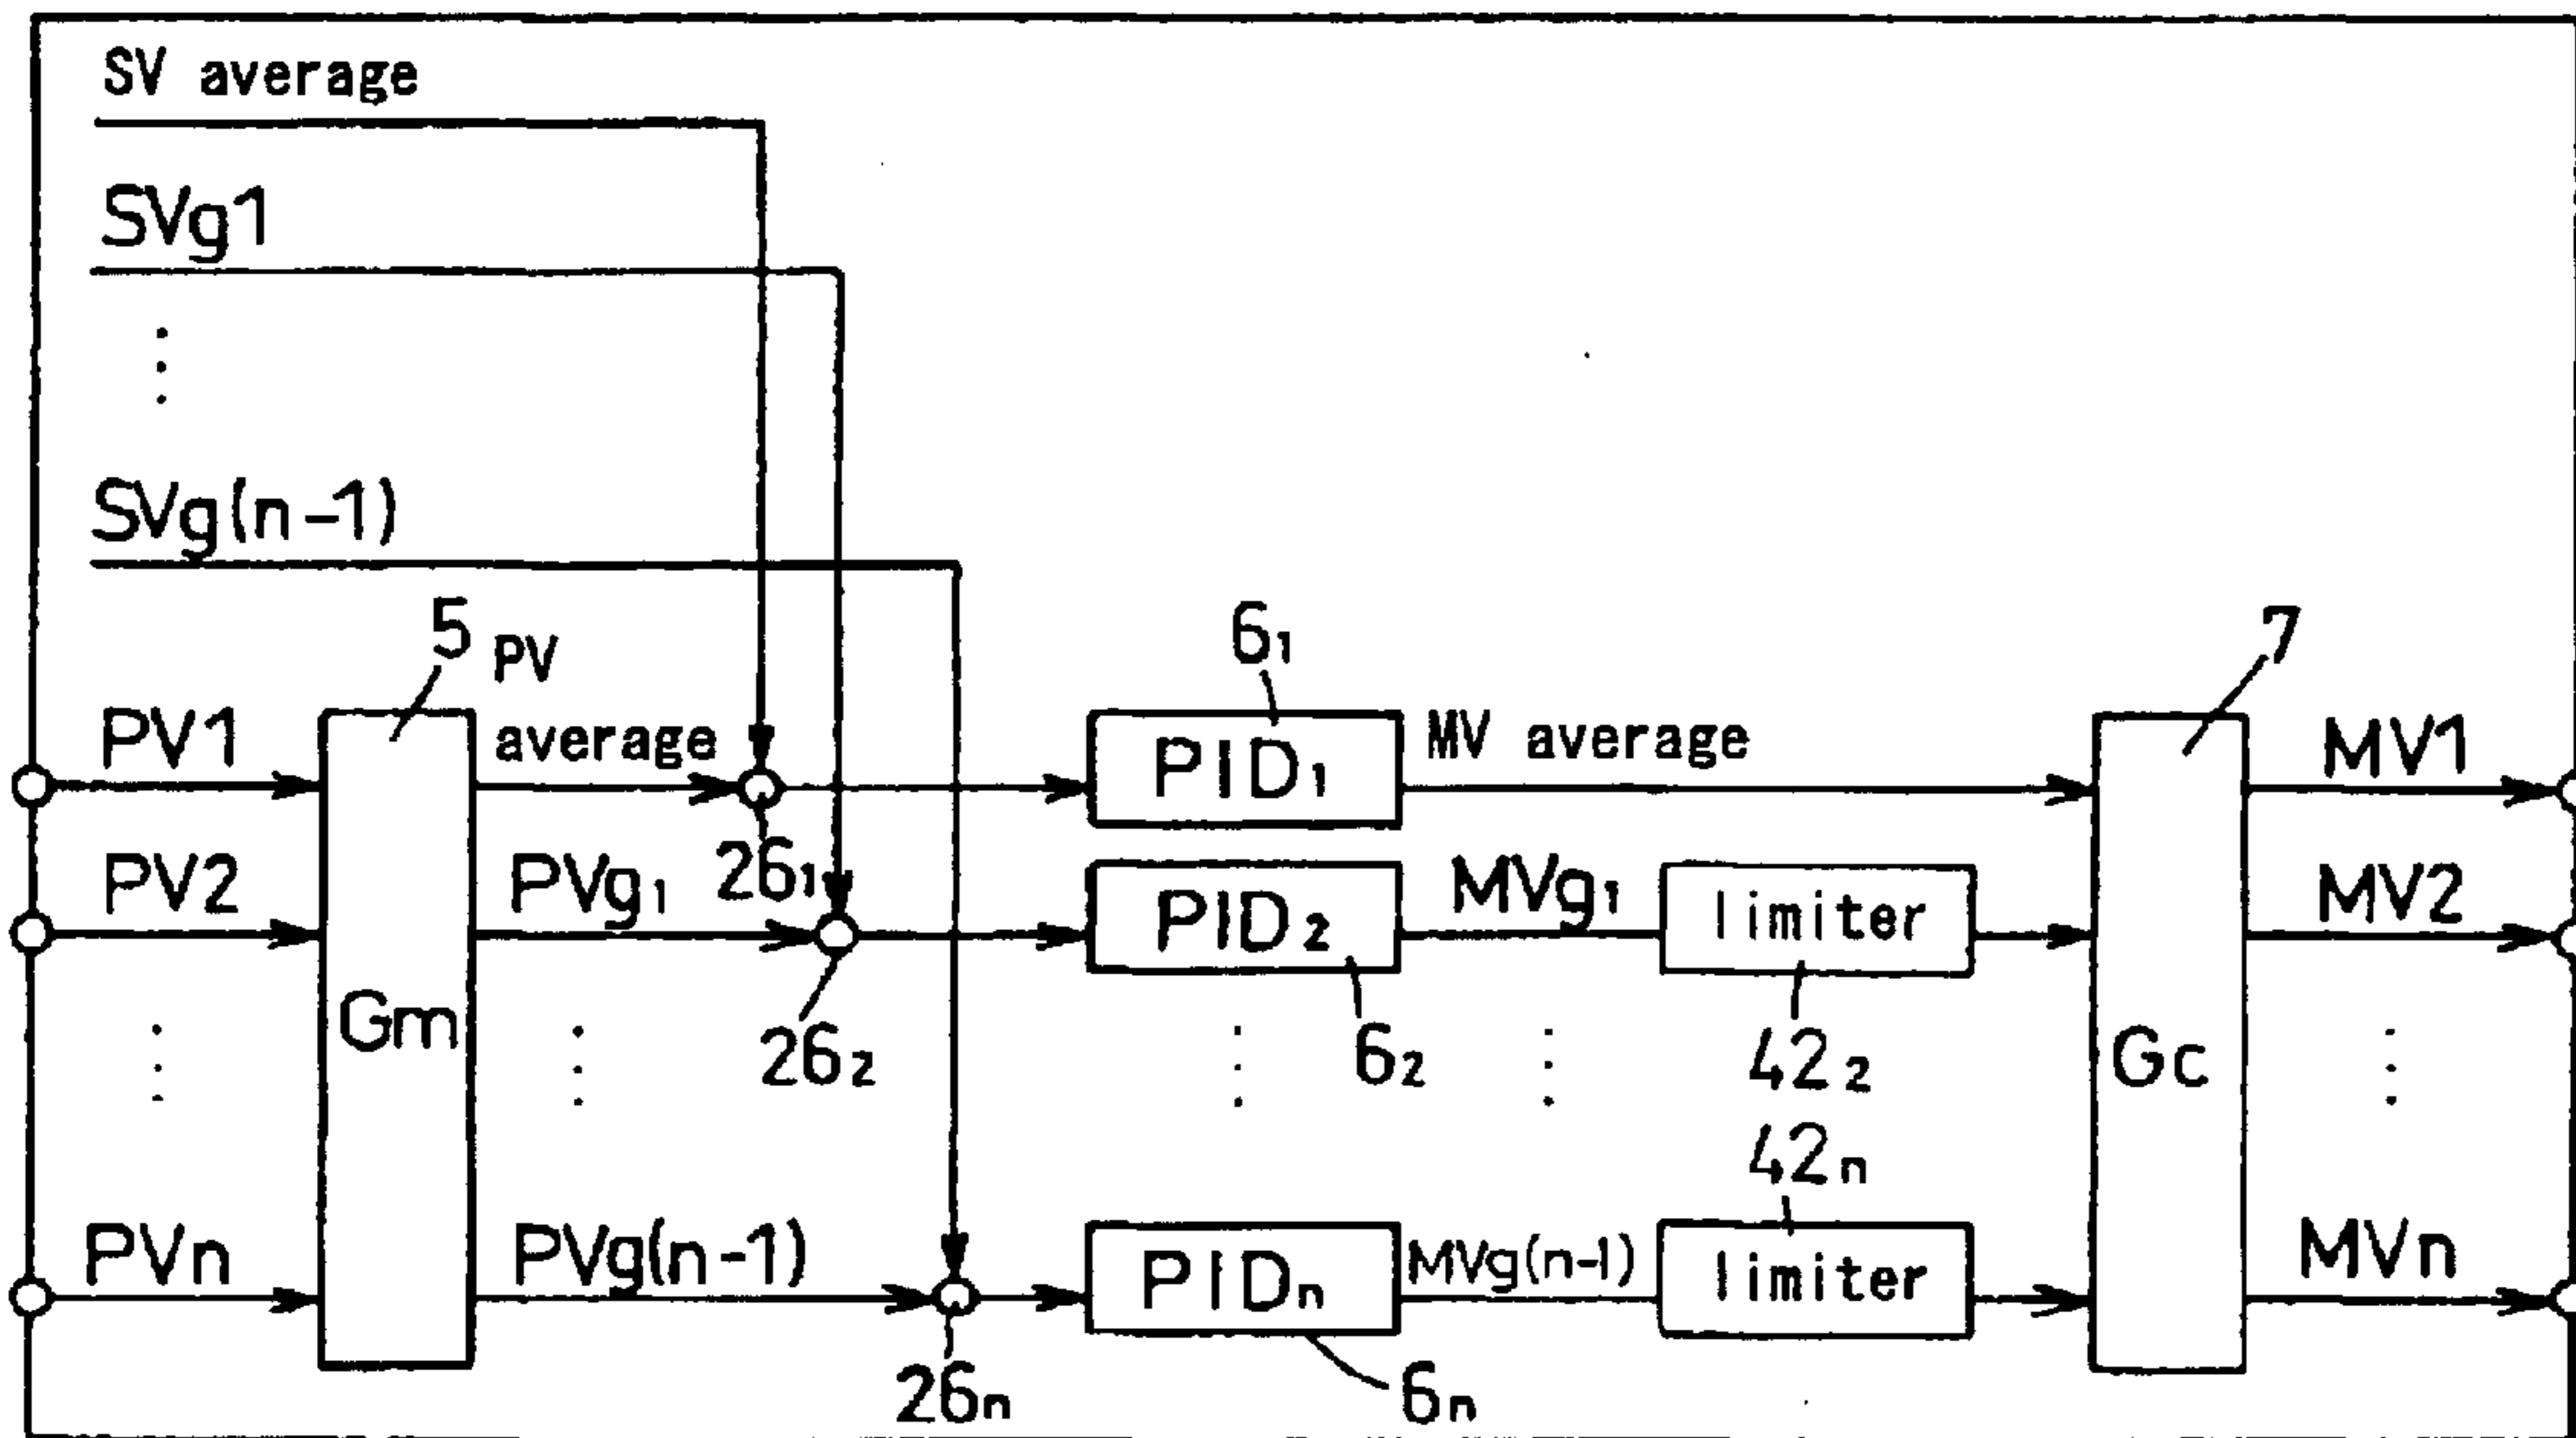 SV average
SVg1
SVg(n-1)
5
PV
average
6₁
7
PV1
PID₁
MV average
MV1
26₁
PV2
PVg₁
PID₂
MVg₁
limiter
MV2
Gm
26₂
6₂
42₂
Gc
42ₙ
PVn
PVg(n-1)
PIDₙ
MVg(n-1)
limiter
MVn
26ₙ
6ₙ